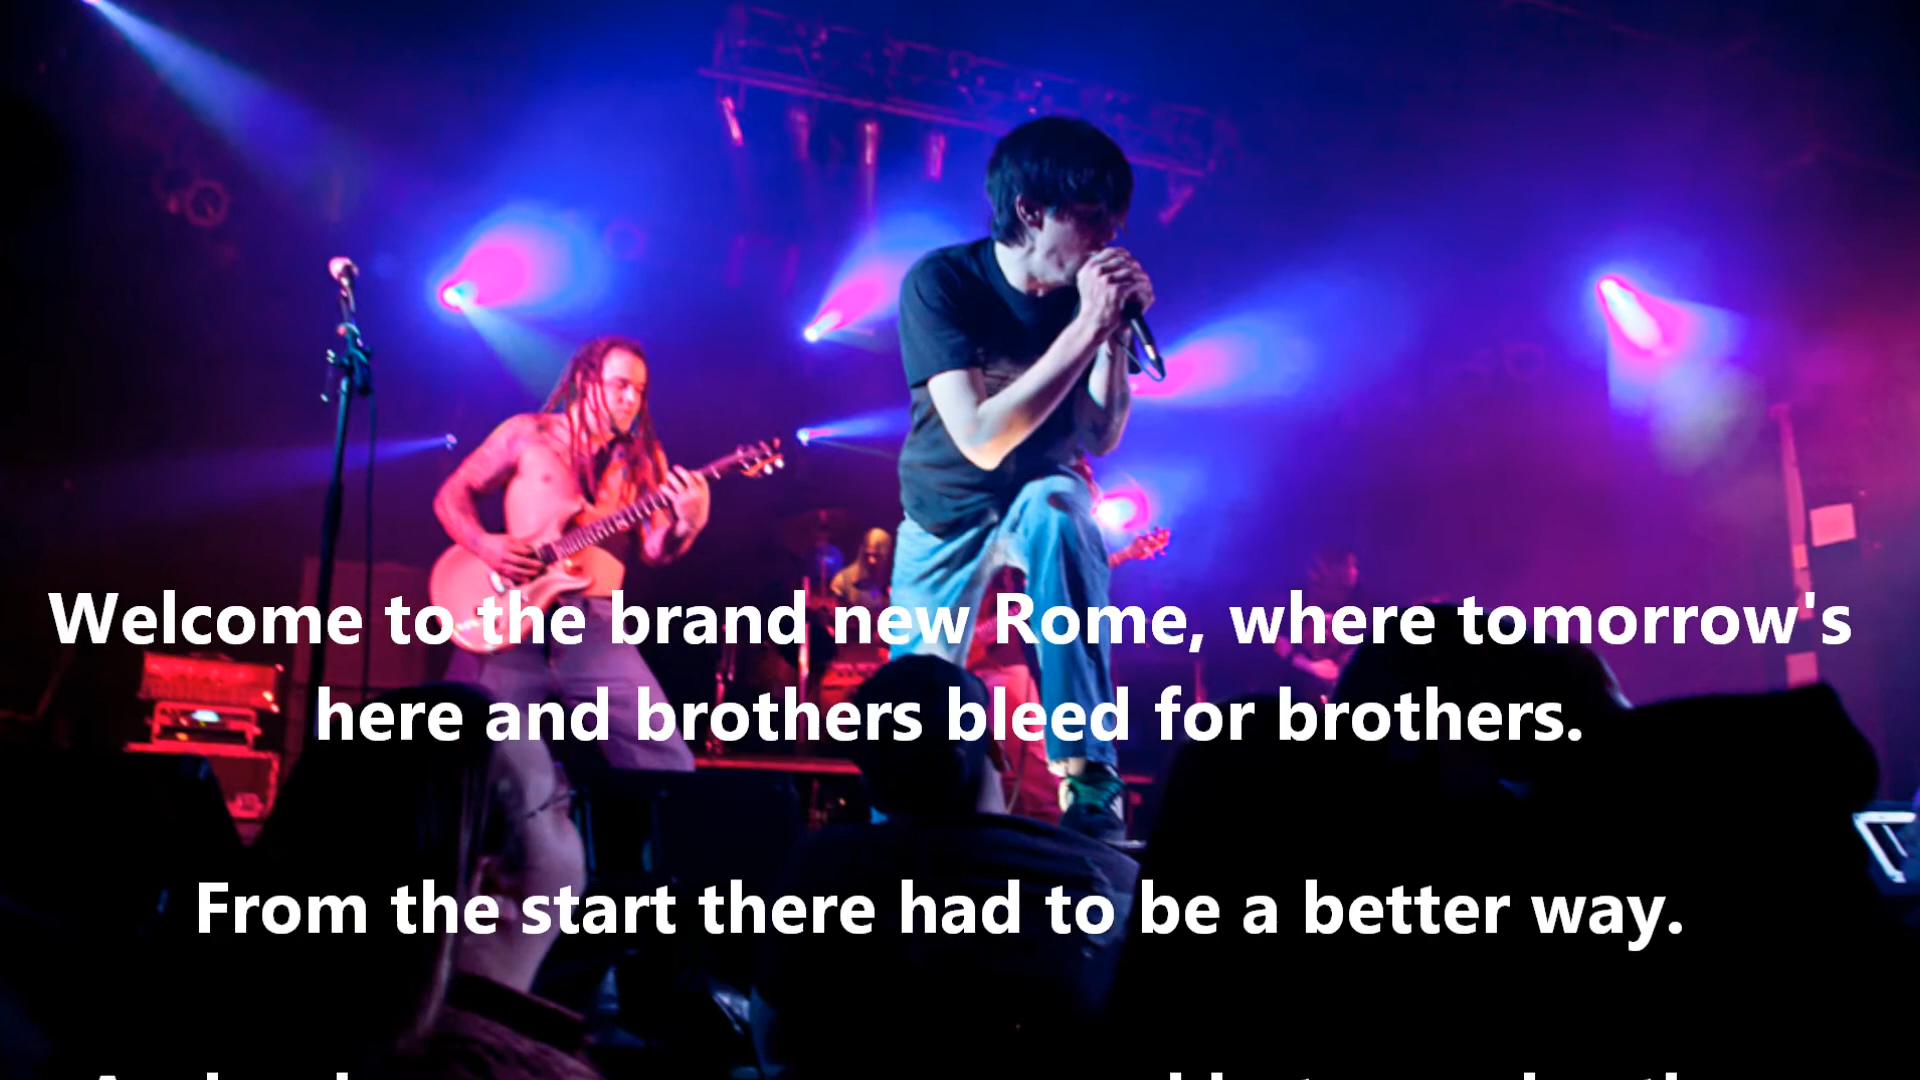 Welcome to the brand new Rome, where tomorrow's
here and brothers bleed for brothers.
From the start there had to be a better way.